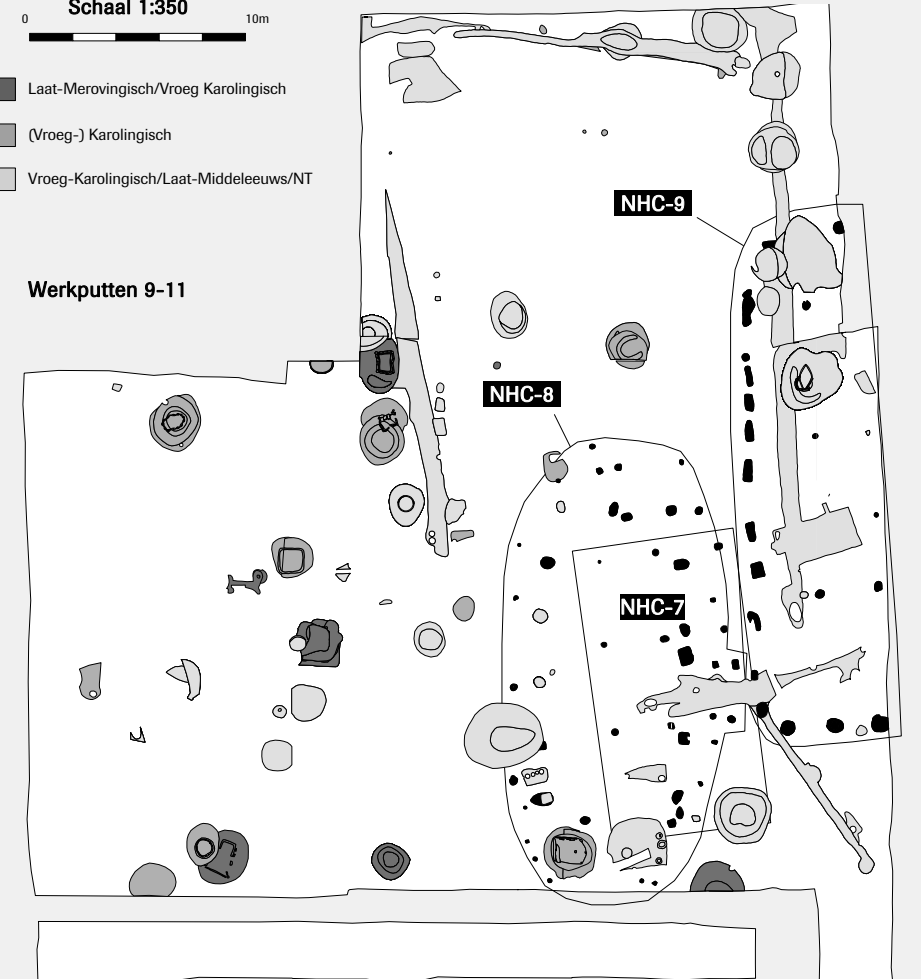 Schaal 1:350
0 10m
Laat-Merovingisch/Vroeg Karolingisch
(Vroeg-) Karolingisch
Vroeg-Karolingisch/Laat-Middeleeuws/NT
NHC-9
Werkputten 9-11
NHC-8
NHC-7